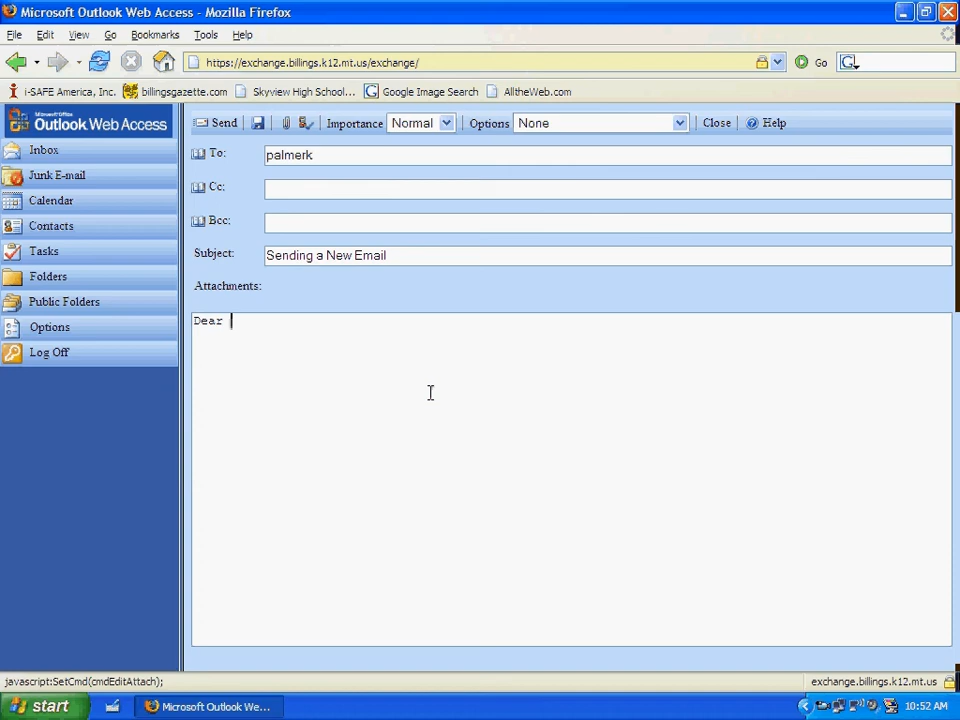 Microsoft Outlook Web Access - Mozilla Firefox
File Edit View Go Bookmarks Tools Help
https://exchange.billings.k12.mt.us/exchange/ Go G
i-SAFE America, Inc. billingsgazette.com Skyview High School... Google Image Search AlltheWeb.com
Microsoft Office
Outlook Web Access
Send Importance Normal Options None Close Help
Inbox
Junk E-mail
Calendar
Contacts
Tasks
Folders
Public Folders
Options
Log Off
To: palmerk
Cc:
Bcc:
Subject: Sending a New Email
Attachments:
Dear
javascript:SetCmd(cmdEditAttach); exchange.billings.k12.mt.us
start Microsoft Outlook We... 10:52 AM